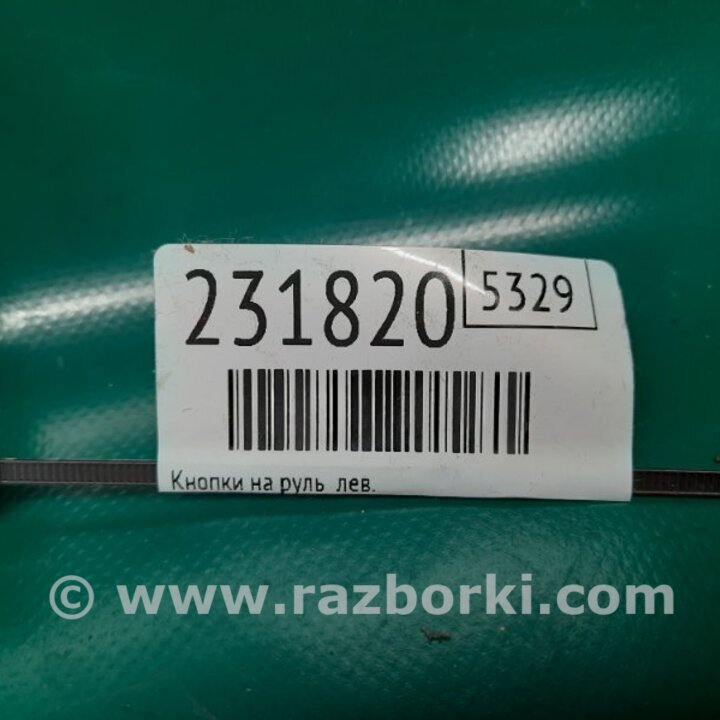 231820
5329
Кнопки на руль лев.
© www.razborki.com